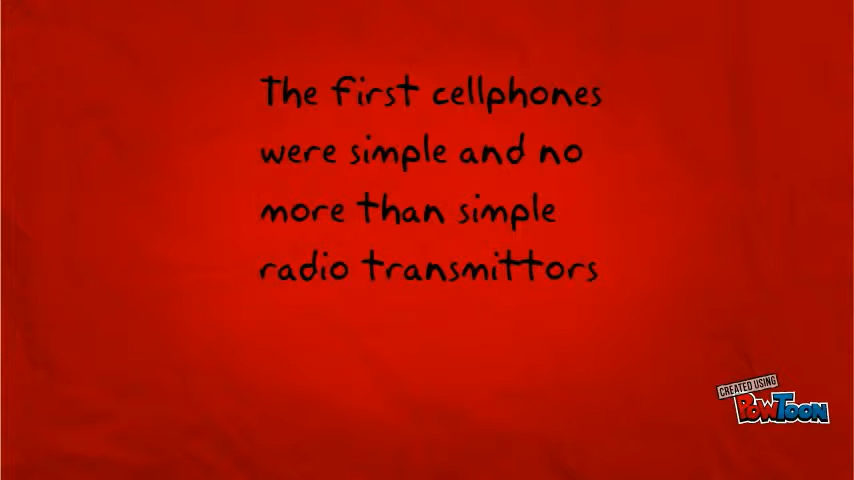 The first cellphones
were simple and no
more than simple
radio transmittors
CREATED USING
POWTOON